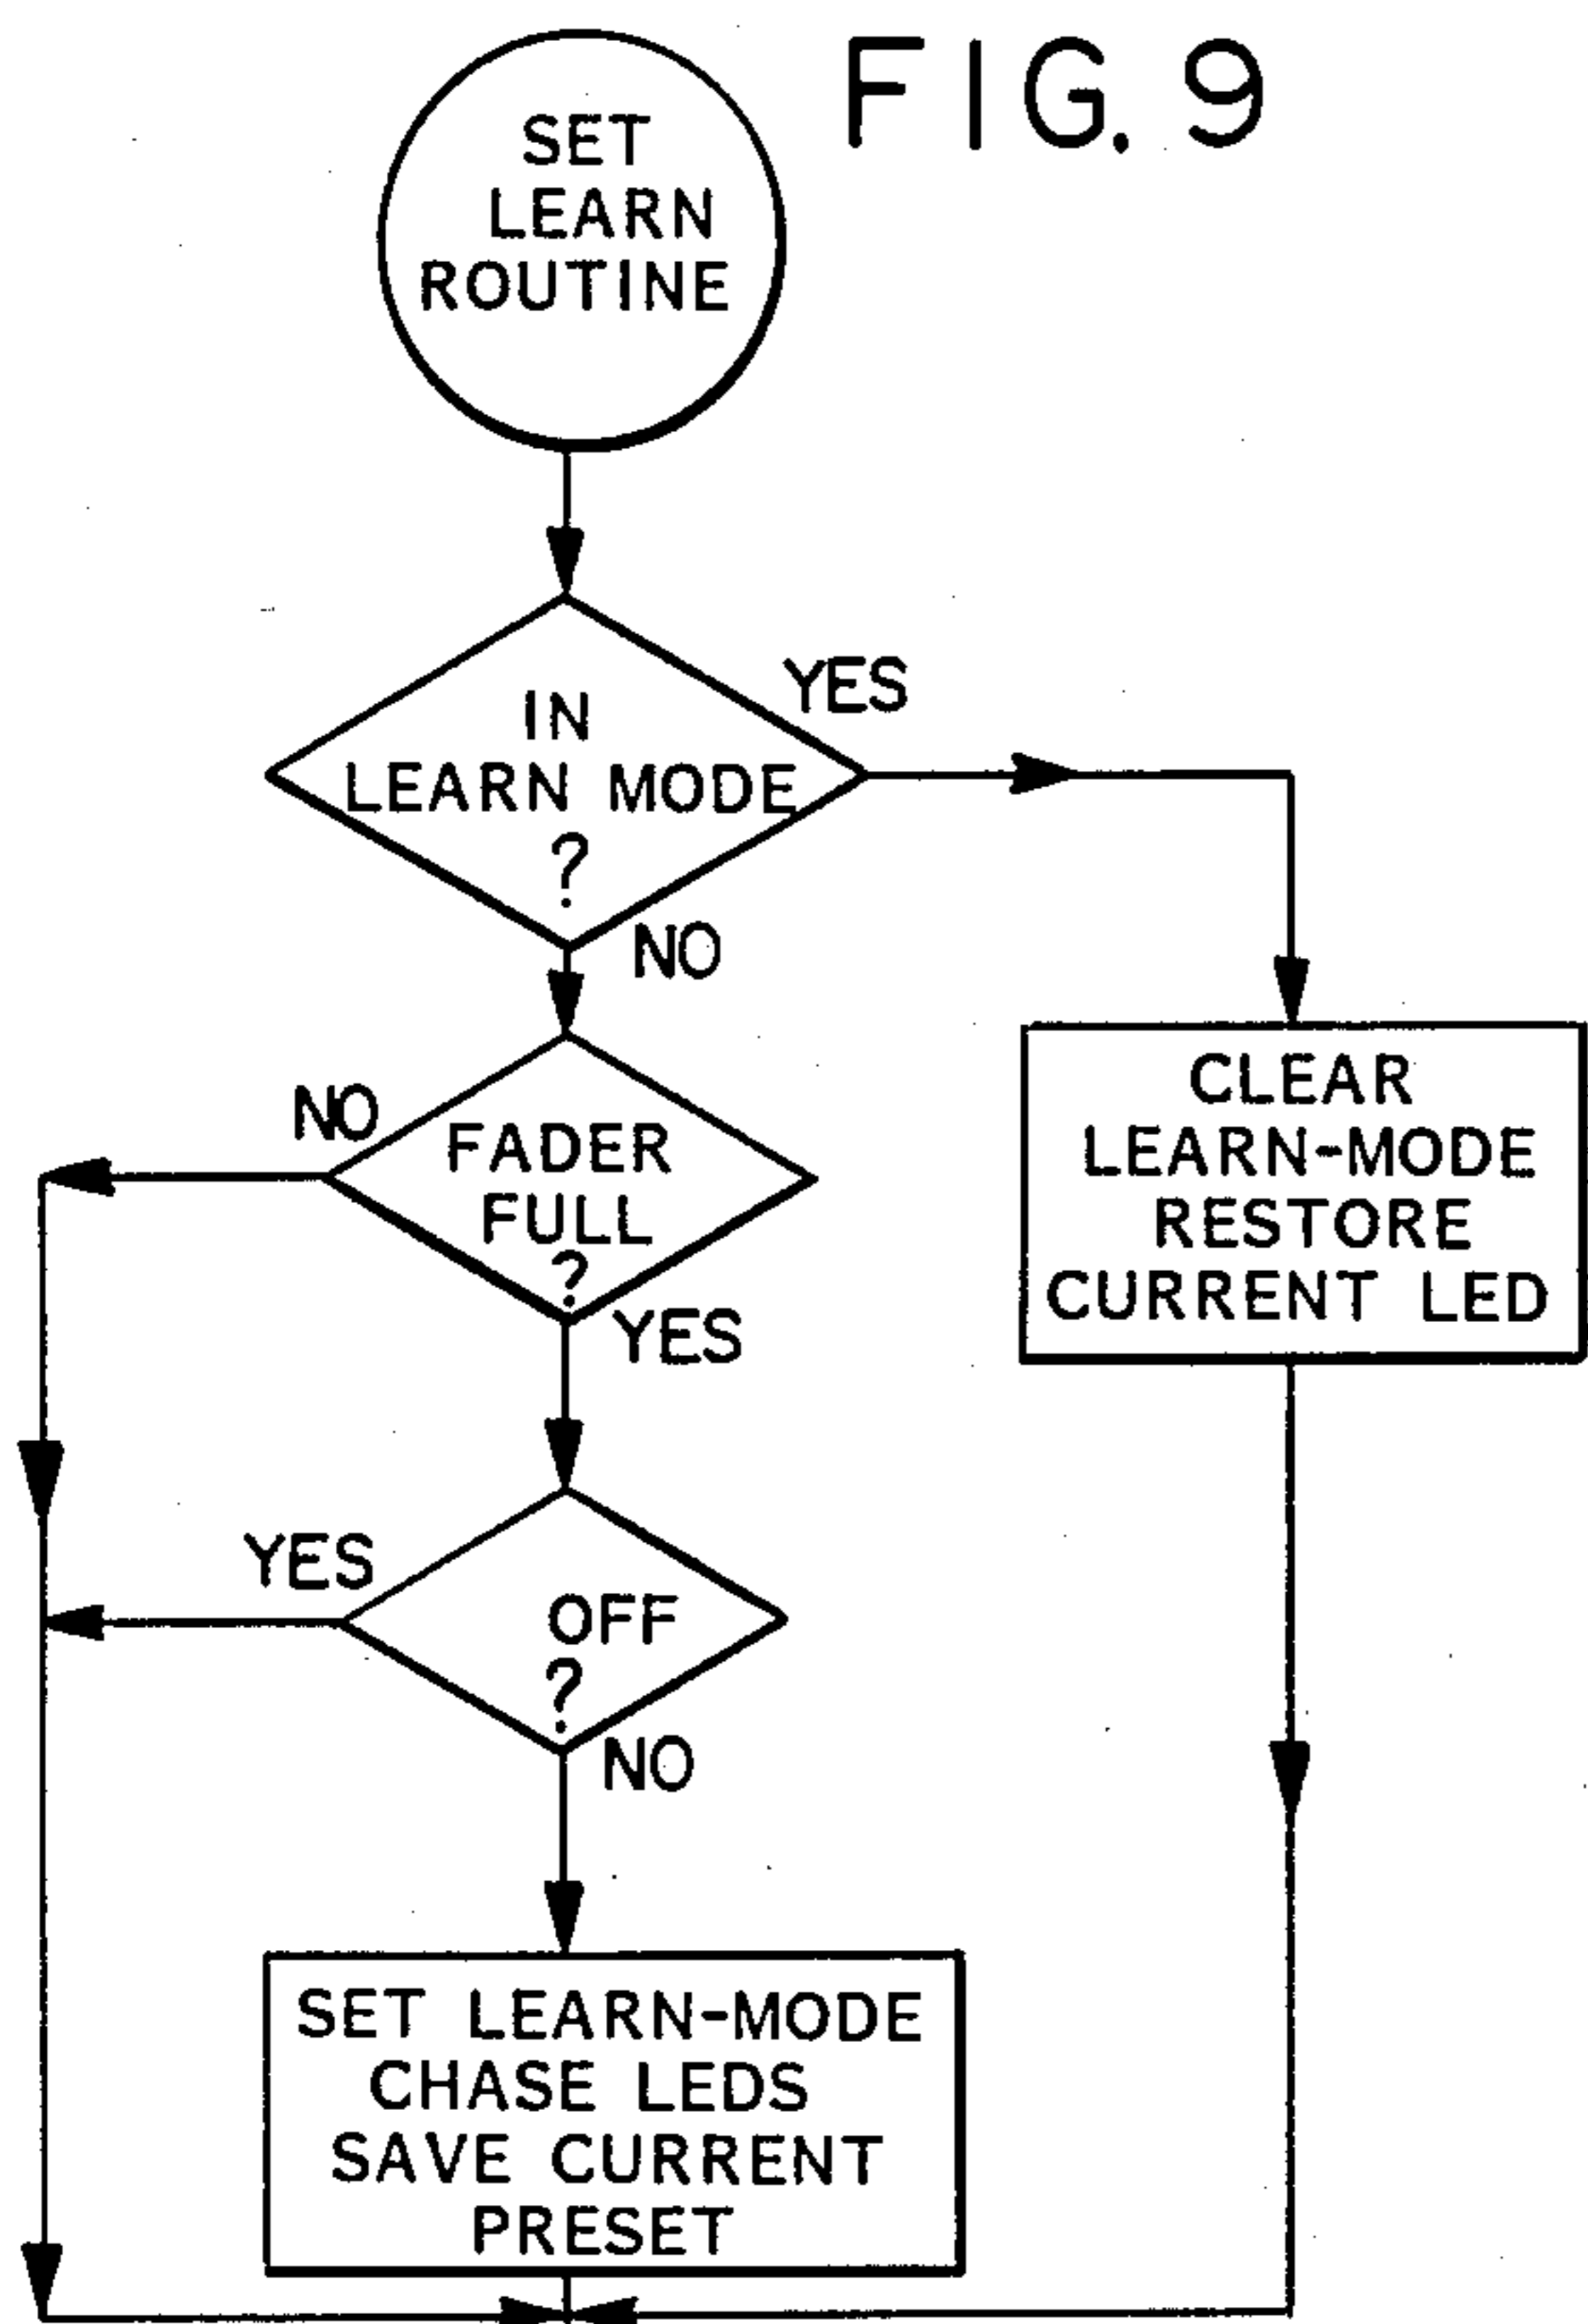 FIG. 9
SET
LEARN
ROUTINE
YES
IN
LEARN MODE
?
NO
NO
FADER
FULL
?
YES
CLEAR
LEARN-MODE
RESTORE
CURRENT LED
YES
OFF
?
NO
SET LEARN-MODE
CHASE LEDS
SAVE CURRENT
PRESET